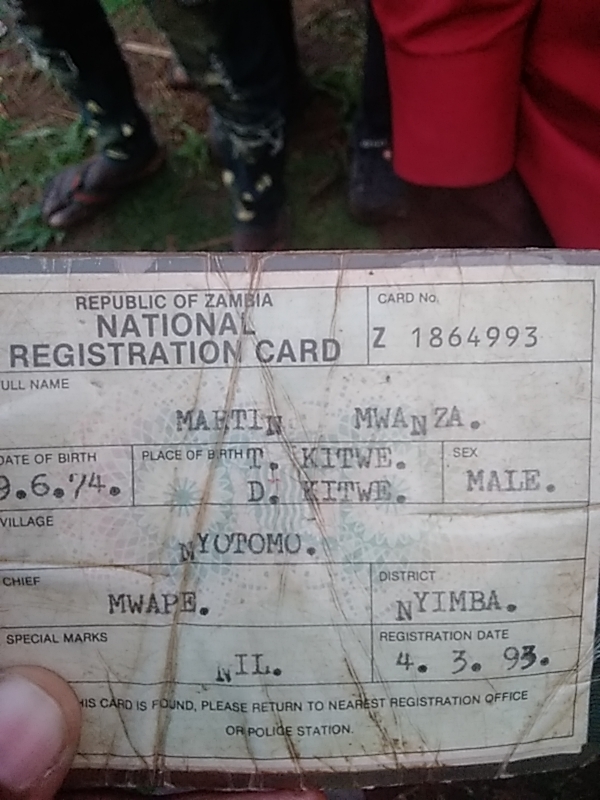 REPUBLIC OF ZAMBIA
NATIONAL
REGISTRATION CARD
CARD No.
Z 1864993
ULL NAME
MARTIN MWANZA.
DATE OF BIRTH
9.6.74.
PLACE OF BIRTH
T. KITWE.
D. KITWE.
SEX
MALE.
VILLAGE
NYOTOMO.
CHIEF
MWAPE.
DISTRICT
NYIMBA.
SPECIAL MARKS
NIL.
REGISTRATION DATE
4. 3. 93.
HIS CARD IS FOUND, PLEASE RETURN TO NEAREST REGISTRATION OFFICE
OR POLICE STATION.